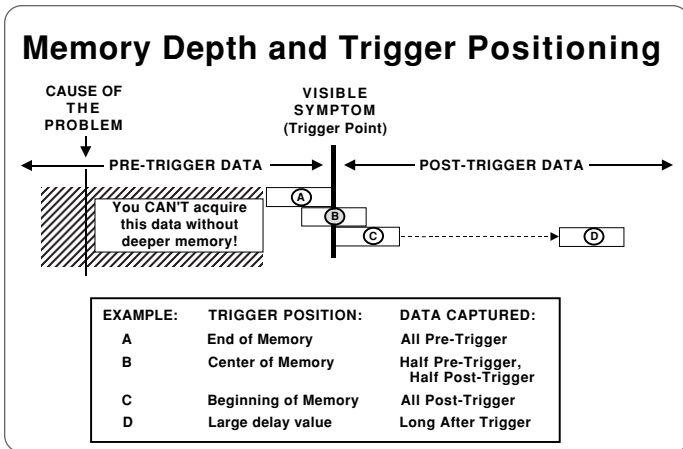 Memory Depth and Trigger Positioning
CAUSE OF
THE
PROBLEM
VISIBLE
SYMPTOM
(Trigger Point)
PRE-TRIGGER DATA
POST-TRIGGER DATA
You CAN'T acquire
this data without
deeper memory!
A
B
C
D
EXAMPLE: TRIGGER POSITION: DATA CAPTURED:
A End of Memory All Pre-Trigger
B Center of Memory Half Pre-Trigger,
Half Post-Trigger
C Beginning of Memory All Post-Trigger
D Large delay value Long After Trigger